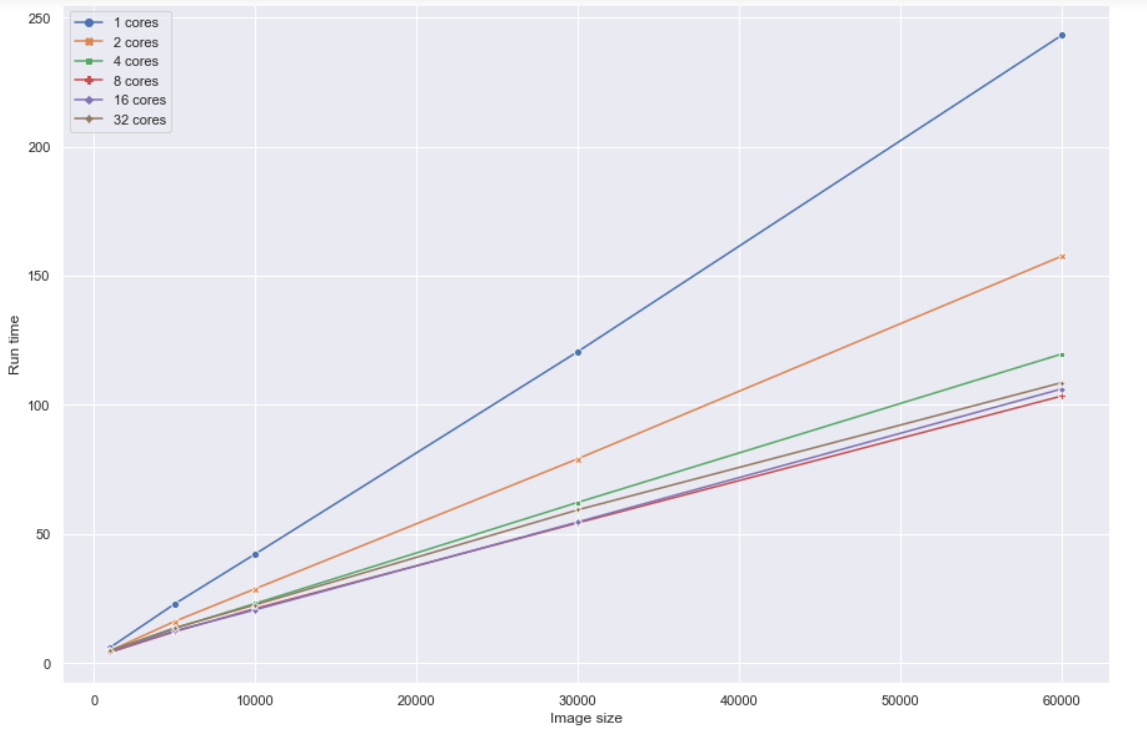 250
200
150
100
50
0
1 cores
2 cores
4 cores
8 cores
16 cores
32 cores
Run time
0 10000 20000 30000 40000 50000 60000
Image size